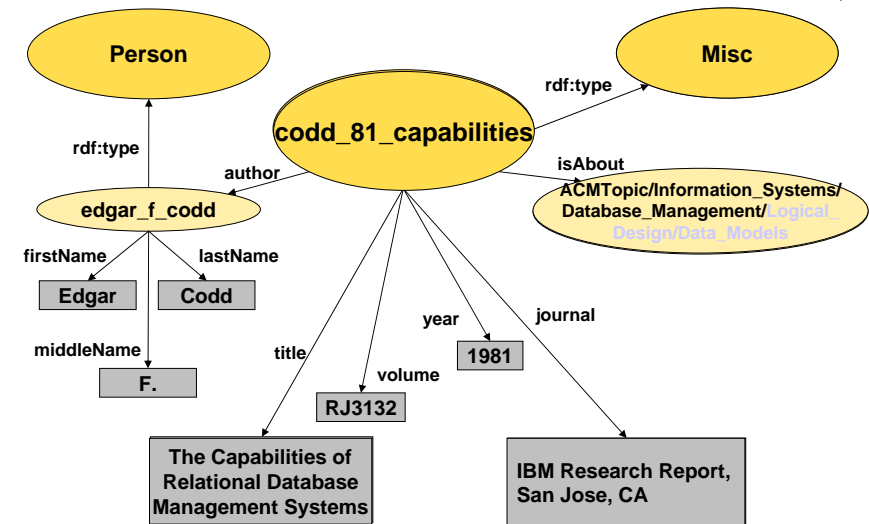 Person
Misc
rdf:type
codd_81_capabilities
rdf:type
author
isAbout
ACMTopic/Information_Systems/
Database_Management/Logical_
Design/Data_Models
edgar_f_codd
firstName
lastName
Edgar
Codd
middleName
F.
title
volume
year
journal
1981
RJ3132
The Capabilities of
Relational Database
Management Systems
IBM Research Report,
San Jose, CA